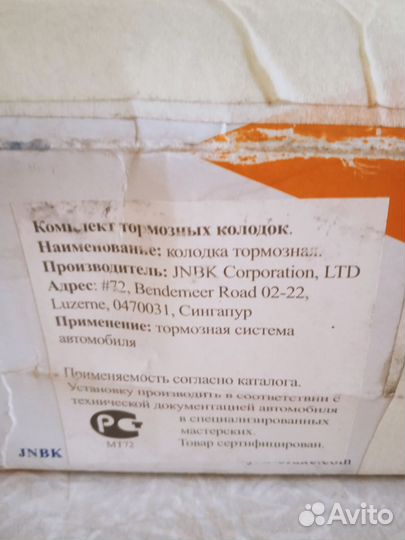 Комплект тормозных колодок.
Наименование: колодка тормозная.
Производитель: JNBK Corporation, LTD
Адрес: #72, Bendemeer Road 02-22,
Luzerne, 0470031, Сингапур
Применение: тормозная система
автомобиля
Применяемость согласно каталога.
Установку производить в соответствии с
технической документацией автомобиля
в специализированных
мастерских.
Товар сертифицирован.
РС
МТ72
JNBK
Avito